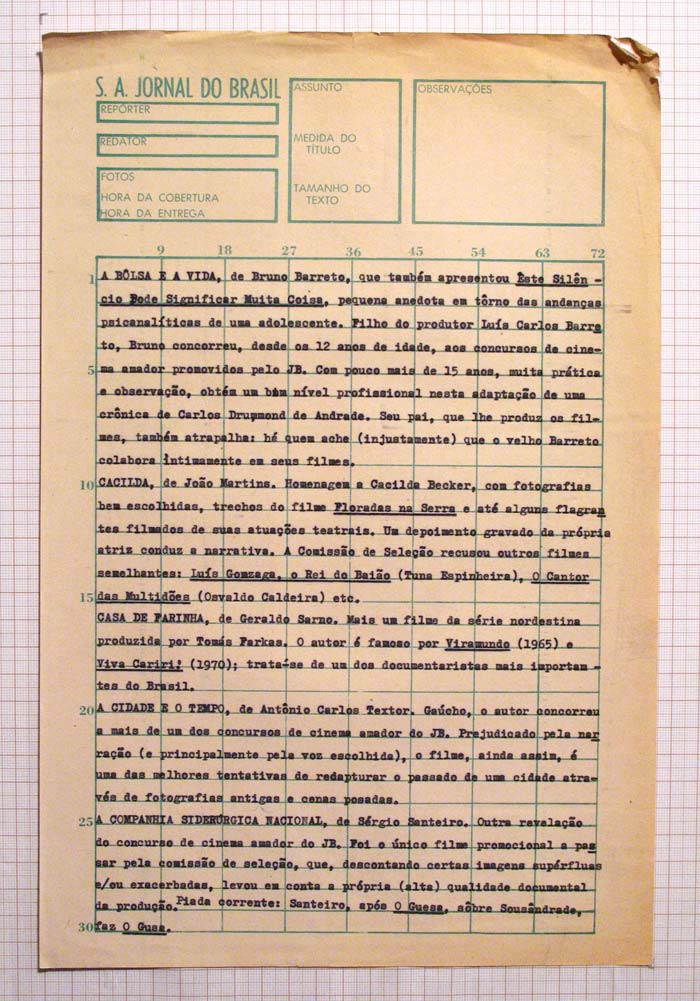 S. A. JORNAL DO BRASIL
REPÓRTER
REDATOR
FOTOS
HORA DA COBERTURA
HORA DA ENTREGA
ASSUNTO
MEDIDA DO
TÍTULO
TAMANHO DO
TEXTO
OBSERVAÇÕES
9 18 27 36 45 54 63 72
1 A BÔLSA E A VIDA, de Bruno Barreto, que também apresentou Êste Silên-
cio Pode Significar Muita Coisa, pequena anedota em tôrno das andanças
psicanalíticas de uma adolescente. Filho do produtor Luís Carlos Barre
to, Bruno concorreu, desde os 12 anos de idade, aos concursos de cine-
5 ma amador promovidos pelo JB. Com pouco mais de 15 anos, muita prática
e observação, obtém um bom nível profissional nesta adaptação de uma
crônica de Carlos Drummond de Andrade. Seu pai, que lhe produz os fil-
mes, também atrapalha: há quem ache (injustamente) que o velho Barreto
colabora íntimamente em seus filmes.
10 CACILDA, de João Martins. Homenagem a Cacilda Becker, com fotografias
bem escolhidas, trechos do filme Floradas na Serra e até alguns flagran
tes filmados de suas atuações teatrais. Um depoimento gravado da própria
atriz conduz a narrativa. A Comissão de Seleção recusou outros filmes
semelhantes: Luís Gonzaga, o Rei do Baião (Tuna Espinheira), O Cantor
15 das Multidões (Osvaldo Caldeira) etc.
CASA DE FARINHA, de Geraldo Sarno. Mais um filme da série nordestina
produzida por Tomás Farkas. O autor é famoso por Viramundo (1965) e
Viva Cariri! (1970); trata-se de um dos documentaristas mais importan-
tes do Brasil.
20 A CIDADE E O TEMPO, de Antônio Carlos Textor. Gaúcho, o autor concorreu
a mais de um dos concursos de cinema amador do JB. Prejudicado pela nar
ração (e principalmente pela voz escolhida), o filme, ainda assim, é
uma das melhores tentativas de redapturar o passado de uma cidade atra-
vés de fotografias antigas e cenas posadas.
25 A COMPANHIA SIDERÚRGICA NACIONAL, de Sérgio Santeiro. Outra revelação
do concurso de cinema amador do JB. Foi o único filme promocional a pas
sar pela comissão de seleção, que, descontando certas imagens supérfluas
e/ou exacerbadas, levou em conta a própria (alta) qualidade documental
da produção. Piada corrente: Santeiro, após O Guesa, sôbre Sousândrade,
30 faz O Gusa.